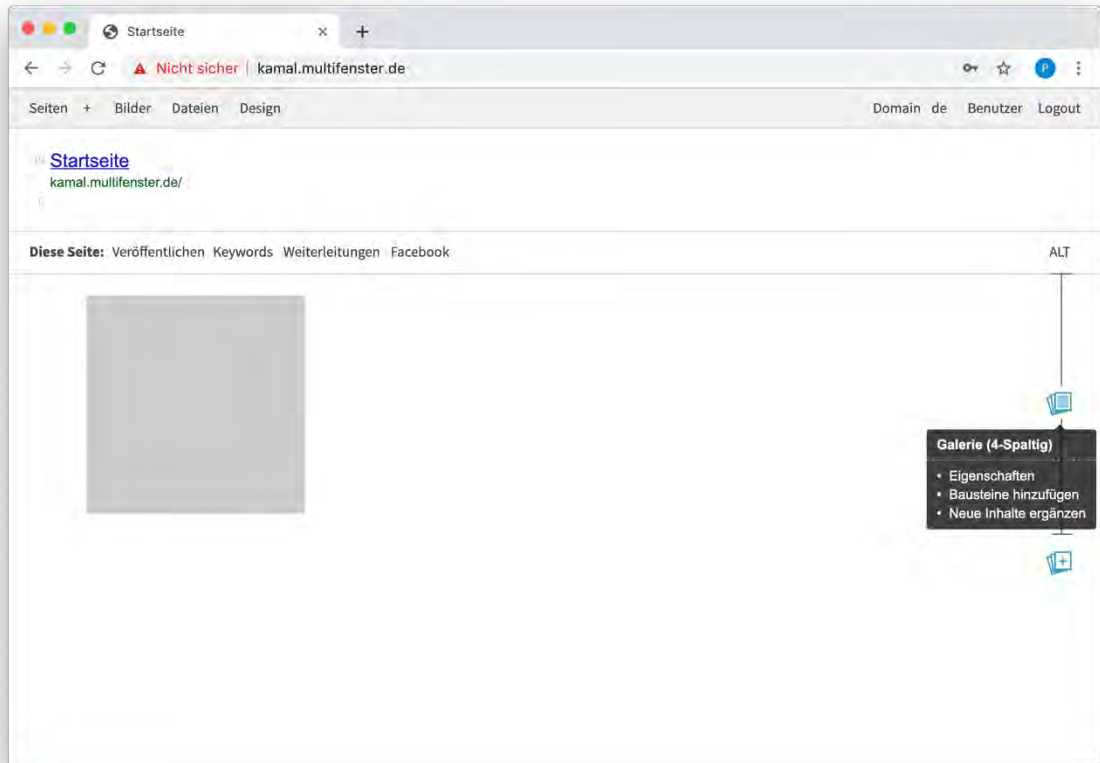 Startseite
Nicht sicher | kamal.multifenster.de
P
Seiten + Bilder Dateien Design Domain de Benutzer Logout
Startseite
kamal.multifenster.de/
Diese Seite: Veröffentlichen Keywords Weiterleitungen Facebook ALT
Galerie (4-Spaltig)
• Eigenschaften
• Bausteine hinzufügen
• Neue Inhalte ergänzen